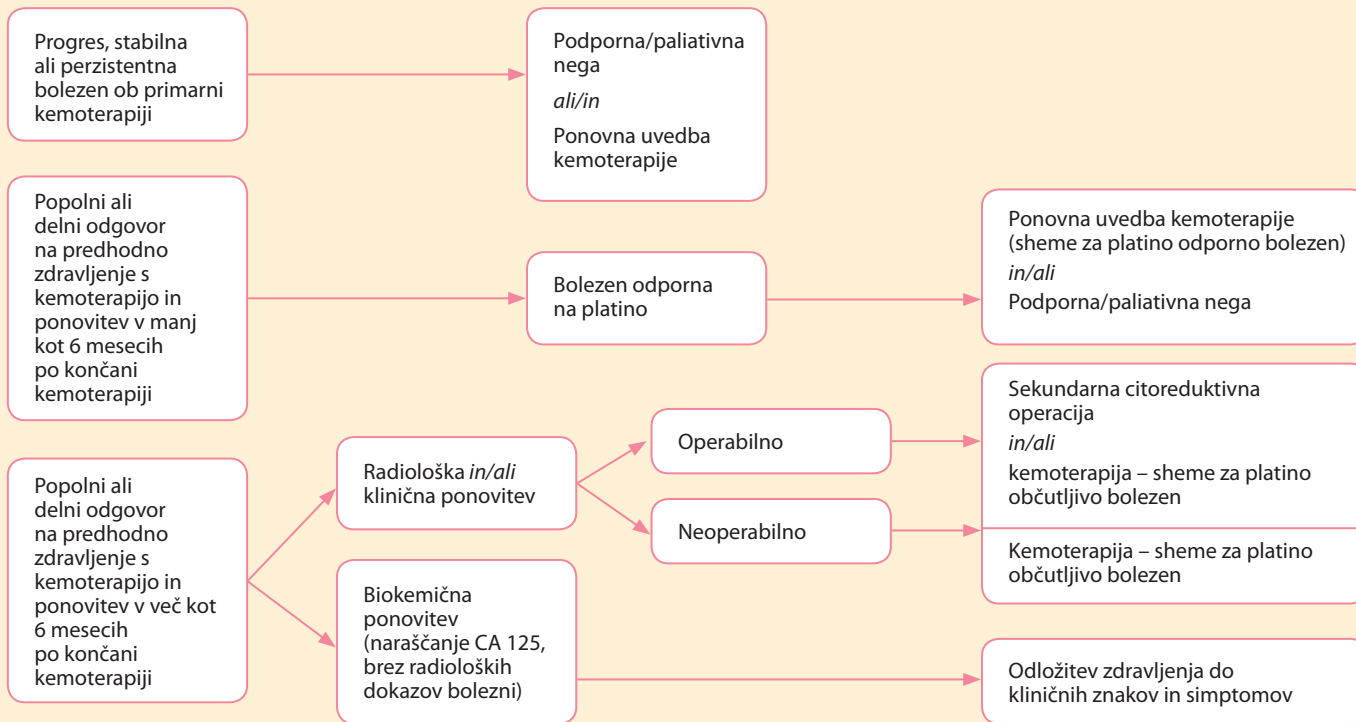 Progres, stabilna
ali perzistentna
bolezen ob primarni
kemoterapiji
Podporna/paliativna
nega
ali/in
Ponovna uvedba
kemoterapije
Popolni ali
delni odgovor
na predhodno
zdravljenje s
kemoterapijo in
ponovitev v manj
kot 6 mesecih
po končani
kemoterapiji
Bolezen odporna
na platino
Ponovna uvedba kemoterapije
(sheme za platino odporno bolezen)
in/ali
Podporna/paliativna nega
Popolni ali
delni odgovor
na predhodno
zdravljenje s
kemoterapijo in
ponovitev v več kot
6 mesecih
po končani
kemoterapiji
Radiološka in/ali
klinična ponovitev
Operabilno
Sekundarna citoreduktivna
operacija
in/ali
kemoterapija – sheme za platino
občutljivo bolezen
Neoperabilno
Kemoterapija – sheme za platino
občutljivo bolezen
Biokemična
ponovitev
(naraščanje CA 125,
brez radioloških
dokazov bolezni)
Odložitev zdravljenja do
kliničnih znakov in simptomov